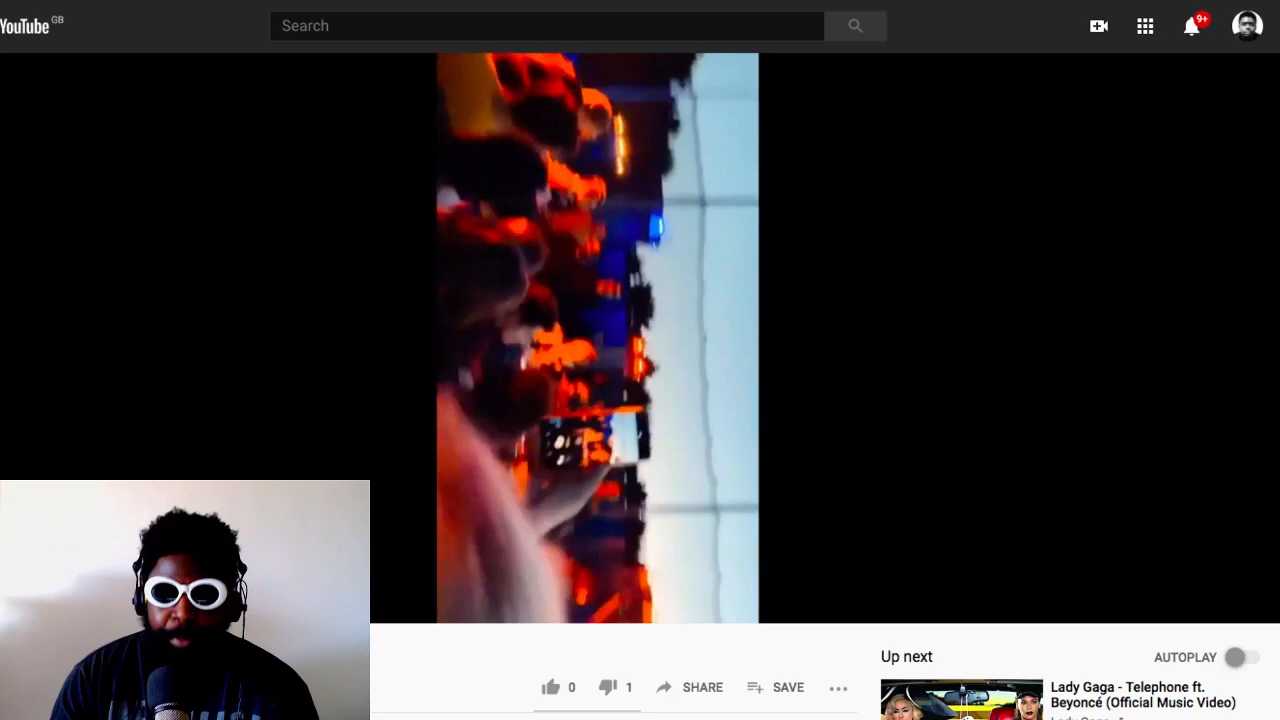 YouTube GB
Search
9+
0
1
SHARE
SAVE
Up next
AUTOPLAY
Lady Gaga - Telephone ft.
Beyoncé (Official Music Video)